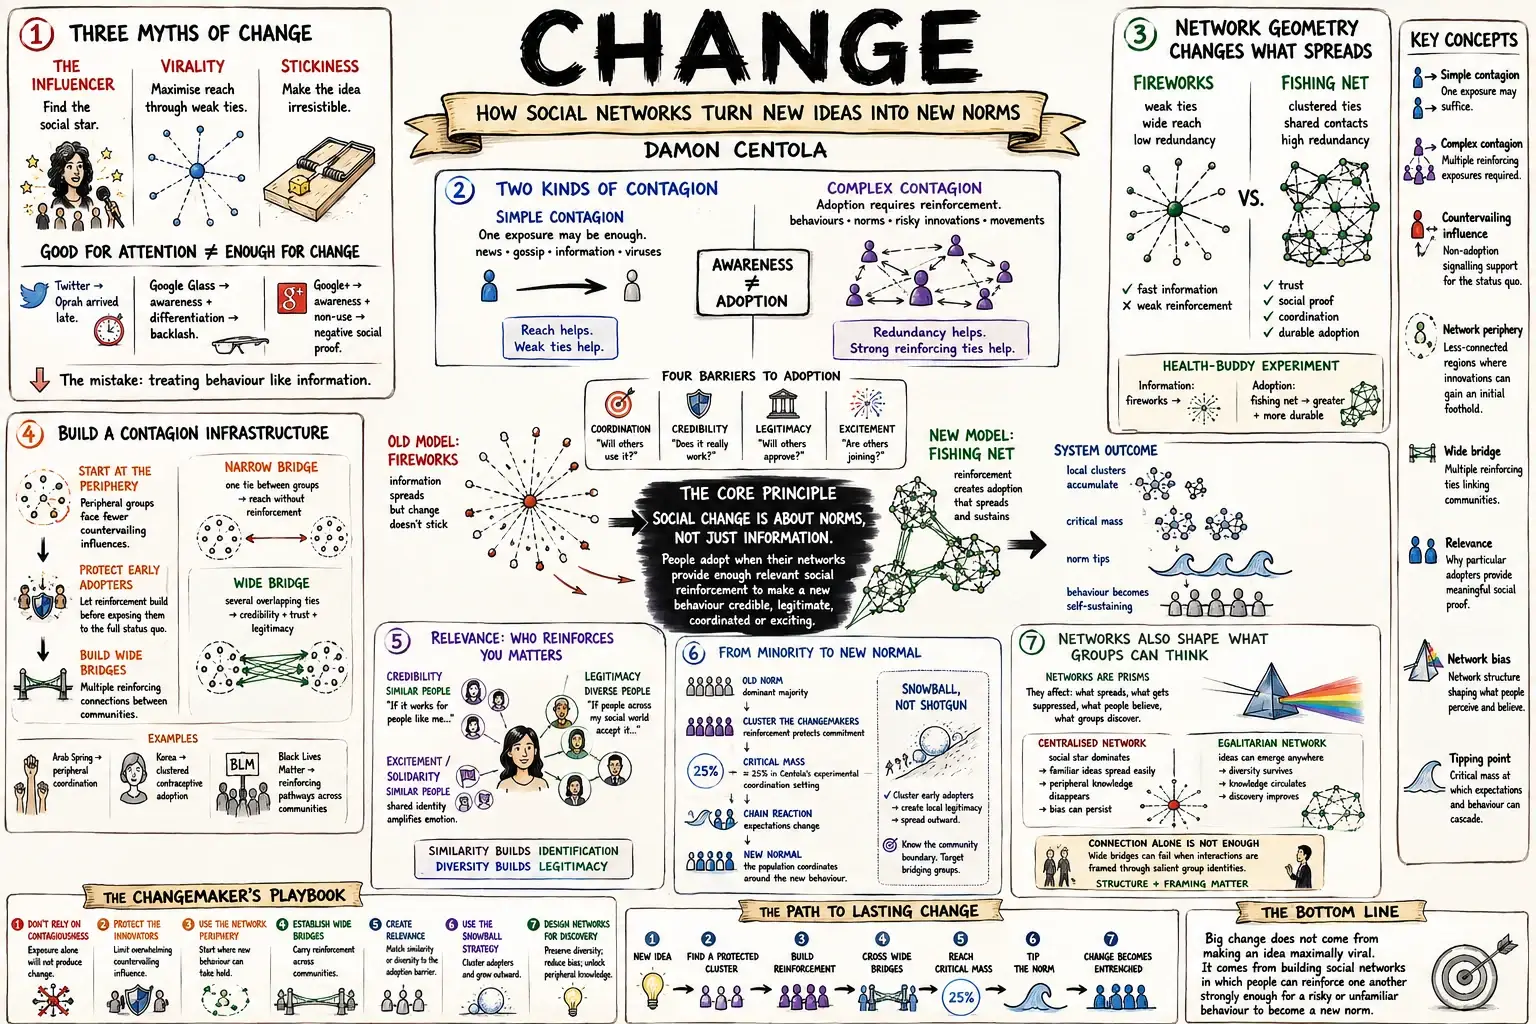 CHANGE
HOW SOCIAL NETWORKS TURN NEW IDEAS INTO NEW NORMS
DAMON CENTOLA
1 THREE MYTHS OF CHANGE
THE
INFLUENCER
Find the
social star.
VIRALITY
Maximise reach
through weak ties.
STICKINESS
Make the idea
irresistible.
GOOD FOR ATTENTION ≠ ENOUGH FOR CHANGE
Twitter →
Oprah arrived
late.
Google Glass →
awareness +
differentiation →
backlash.
g+
Google+ →
awareness +
non-use →
negative social
proof.
The mistake: treating behaviour like information.
2 TWO KINDS OF CONTAGION
SIMPLE CONTAGION
One exposure may be enough.
news • gossip • information • viruses
Reach helps.
Weak ties help.
AWARENESS
≠
ADOPTION
COMPLEX CONTAGION
Adoption requires reinforcement.
behaviours • norms • risky innovations • movements
Redundancy helps.
Strong reinforcing ties help.
3 NETWORK GEOMETRY
CHANGES WHAT SPREADS
FIREWORKS
weak ties
wide reach
low redundancy
VS.
✓ fast information
✗ weak reinforcement
FISHING NET
clustered ties
shared contacts
high redundancy
✓ trust
✓ social proof
✓ coordination
✓ durable adoption
HEALTH-BUDDY EXPERIMENT
Information:
fireworks →
Adoption:
fishing net → greater
+ more durable
KEY CONCEPTS
Simple contagion
One exposure may
suffice.
Complex contagion
Multiple reinforcing
exposures required.
Countervailing
influence
Non-adoption
signalling support
for the status quo.
Network periphery
Less-connected
regions where
innovations can
gain an initial
foothold.
Wide bridge
Multiple reinforcing
ties linking
communities.
Relevance
Why particular
adopters provide
meaningful social
proof.
Network bias
Network structure
shaping what people
perceive and believe.
Tipping point
Critical mass at
which expectations
and behaviour can
cascade.
FOUR BARRIERS TO ADOPTION
COORDINATION
"Will others
use it?"
CREDIBILITY
"Does it really
work?"
LEGITIMACY
"Will others
approve?"
EXCITEMENT
"Are others
joining?"
OLD MODEL:
FIREWORKS
information
spreads
but change
doesn't stick
THE CORE PRINCIPLE
SOCIAL CHANGE IS ABOUT NORMS,
NOT JUST INFORMATION.
People adopt when their networks
provide enough relevant social
reinforcement to make a new
behaviour credible, legitimate,
coordinated or exciting.
NEW MODEL:
FISHING NET
reinforcement
creates adoption
that spreads
and sustains
SYSTEM OUTCOME
local clusters
accumulate
critical mass
norm tips
behaviour becomes
self-sustaining
4 BUILD A CONTAGION INFRASTRUCTURE
START AT THE
PERIPHERY
Peripheral groups
face fewer
countervailing
influences.
PROTECT EARLY
ADOPTERS
Let reinforcement build
before exposing them
to the full status quo.
BUILD WIDE
BRIDGES
Multiple reinforcing
connections between
communities.
NARROW BRIDGE
one tie between groups
→ reach without
reinforcement
WIDE BRIDGE
several overlapping ties
→ credibility + trust +
legitimacy
EXAMPLES
Arab Spring →
peripheral
coordination
Korea →
clustered
contraceptive
adoption
BLM
Black Lives
Matter →
reinforcing
pathways across
communities
5 RELEVANCE: WHO REINFORCES
YOU MATTERS
CREDIBILITY
SIMILAR PEOPLE
"If it works for
people like me..."
EXCITEMENT /
SOLIDARITY
SIMILAR PEOPLE
shared identity
amplifies emotion.
LEGITIMACY
DIVERSE PEOPLE
"If people across
my social world
accept it..."
SIMILARITY BUILDS IDENTIFICATION
DIVERSITY BUILDS LEGITIMACY
6 FROM MINORITY TO NEW NORMAL
OLD NORM
dominant majority
CLUSTER THE CHANGEMAKERS
reinforcement protects commitment
25%
CRITICAL MASS
≈ 25% in Centola's experimental
coordination setting
CHAIN REACTION
expectations change
NEW NORMAL
the population coordinates
around the new behaviour.
SNOWBALL,
NOT SHOTGUN
✓ Cluster early adopters
→ create local legitimacy
→ spread outward.
Know the community
boundary. Target
bridging groups.
7 NETWORKS ALSO SHAPE WHAT
GROUPS CAN THINK
NETWORKS ARE PRISMS
They affect: what spreads, what gets
suppressed, what people believe,
what groups discover.
CENTRALISED NETWORK
social star dominates
→ familiar ideas spread easily
→ peripheral knowledge
disappears
→ bias can persist
EGALITARIAN NETWORK
ideas can emerge anywhere
→ diversity survives
→ knowledge circulates
→ discovery improves
CONNECTION ALONE IS NOT ENOUGH
Wide bridges can fail when interactions are
framed through salient group identities.
STRUCTURE + FRAMING MATTER
THE CHANGEMAKER'S PLAYBOOK
1 DON'T RELY ON
CONTAGIOUSNESS
Exposure alone
will not produce
change.
2 PROTECT THE
INNOVATORS
Limit overwhelming
countervailing
influence.
3 USE THE NETWORK
PERIPHERY
Start where new
behaviour can
take hold.
4 ESTABLISH WIDE
BRIDGES
Carry reinforcement
across
communities.
5 CREATE
RELEVANCE
Match similarity
or diversity to the
adoption barrier.
6 USE THE
SNOWBALL
STRATEGY
Cluster adopters
and grow outward.
7 DESIGN NETWORKS
FOR DISCOVERY
Preserve diversity;
reduce bias; unlock
peripheral knowledge.
THE PATH TO LASTING CHANGE
1
NEW IDEA
2
FIND A PROTECTED
CLUSTER
3
BUILD
REINFORCEMENT
4
CROSS WIDE
BRIDGES
5
REACH
CRITICAL MASS
25%
6
TIP
THE NORM
7
CHANGE BECOMES
ENTRENCHED
THE BOTTOM LINE
Big change does not come from
making an idea maximally viral.
It comes from building social networks
in which people can reinforce one another
strongly enough for a risky or unfamiliar
behaviour to become a new norm.